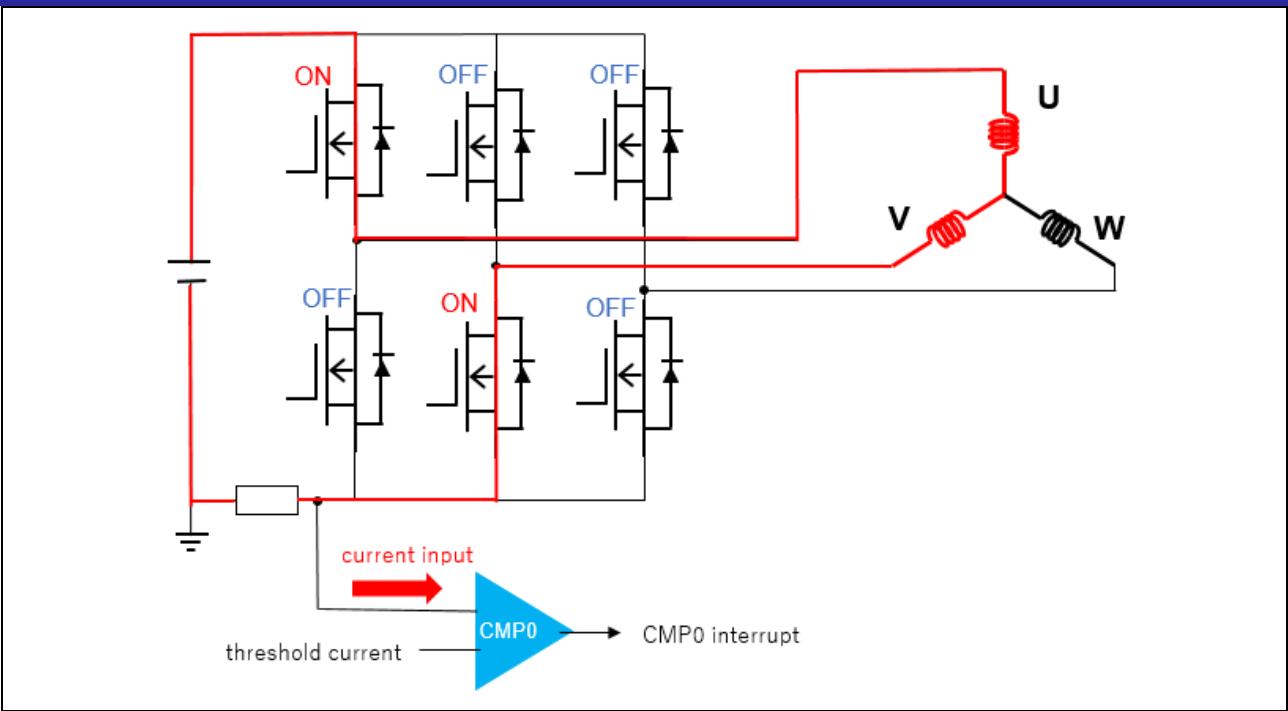 ON
OFF
OFF
U
V
W
OFF
ON
OFF
current input
CMP0
CMP0 interrupt
threshold current